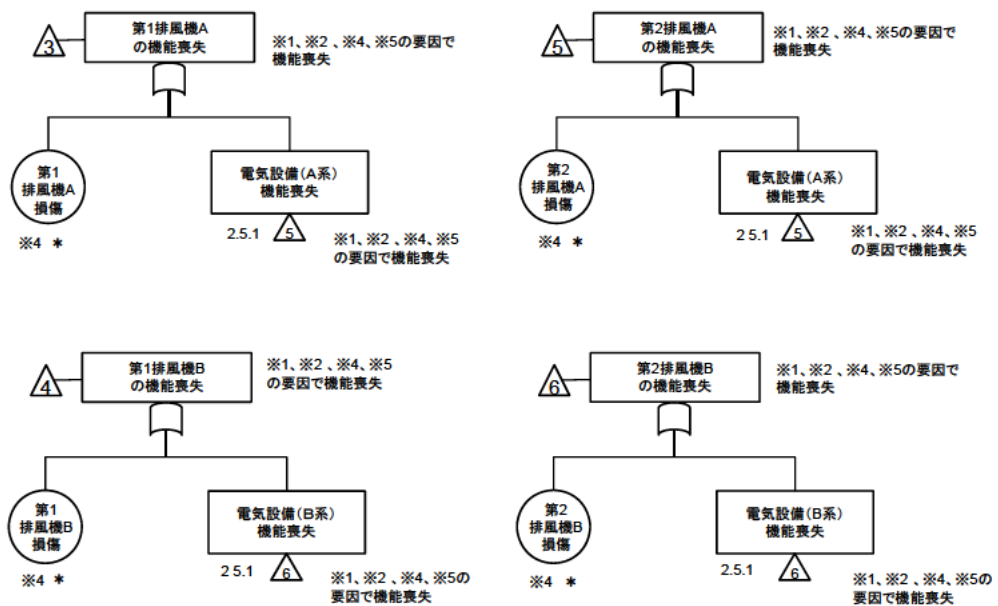 3
第1排風機A
の機能喪失
※1、※2 、※4、※5の要因で
機能喪失
第1
排風機A
損傷
※4 *
電気設備(A系)
機能喪失
2.5.1
5
※1、※2 、※4、※5
の要因で機能喪失
5
第2排風機A
の機能喪失
※1、※2 、※4、※5の要因で
機能喪失
第2
排風機A
損傷
※4 *
電気設備(A系)
機能喪失
2 5.1
5
※1、※2 、※4、※5
の要因で機能喪失
4
第1排風機B
の機能喪失
※1、※2 、※4、※5
の要因で機能喪失
第1
排風機B
損傷
※4 *
電気設備(B系)
機能喪失
2 5.1
6
※1、※2 、※4、※5の
要因で機能喪失
6
第2排風機B
の機能喪失
※1、※2 、※4、※5の要因で
機能喪失
第2
排風機B
損傷
※4 *
電気設備(B系)
機能喪失
2.5.1
6
※1、※2 、※4、※5の
要因で機能喪失